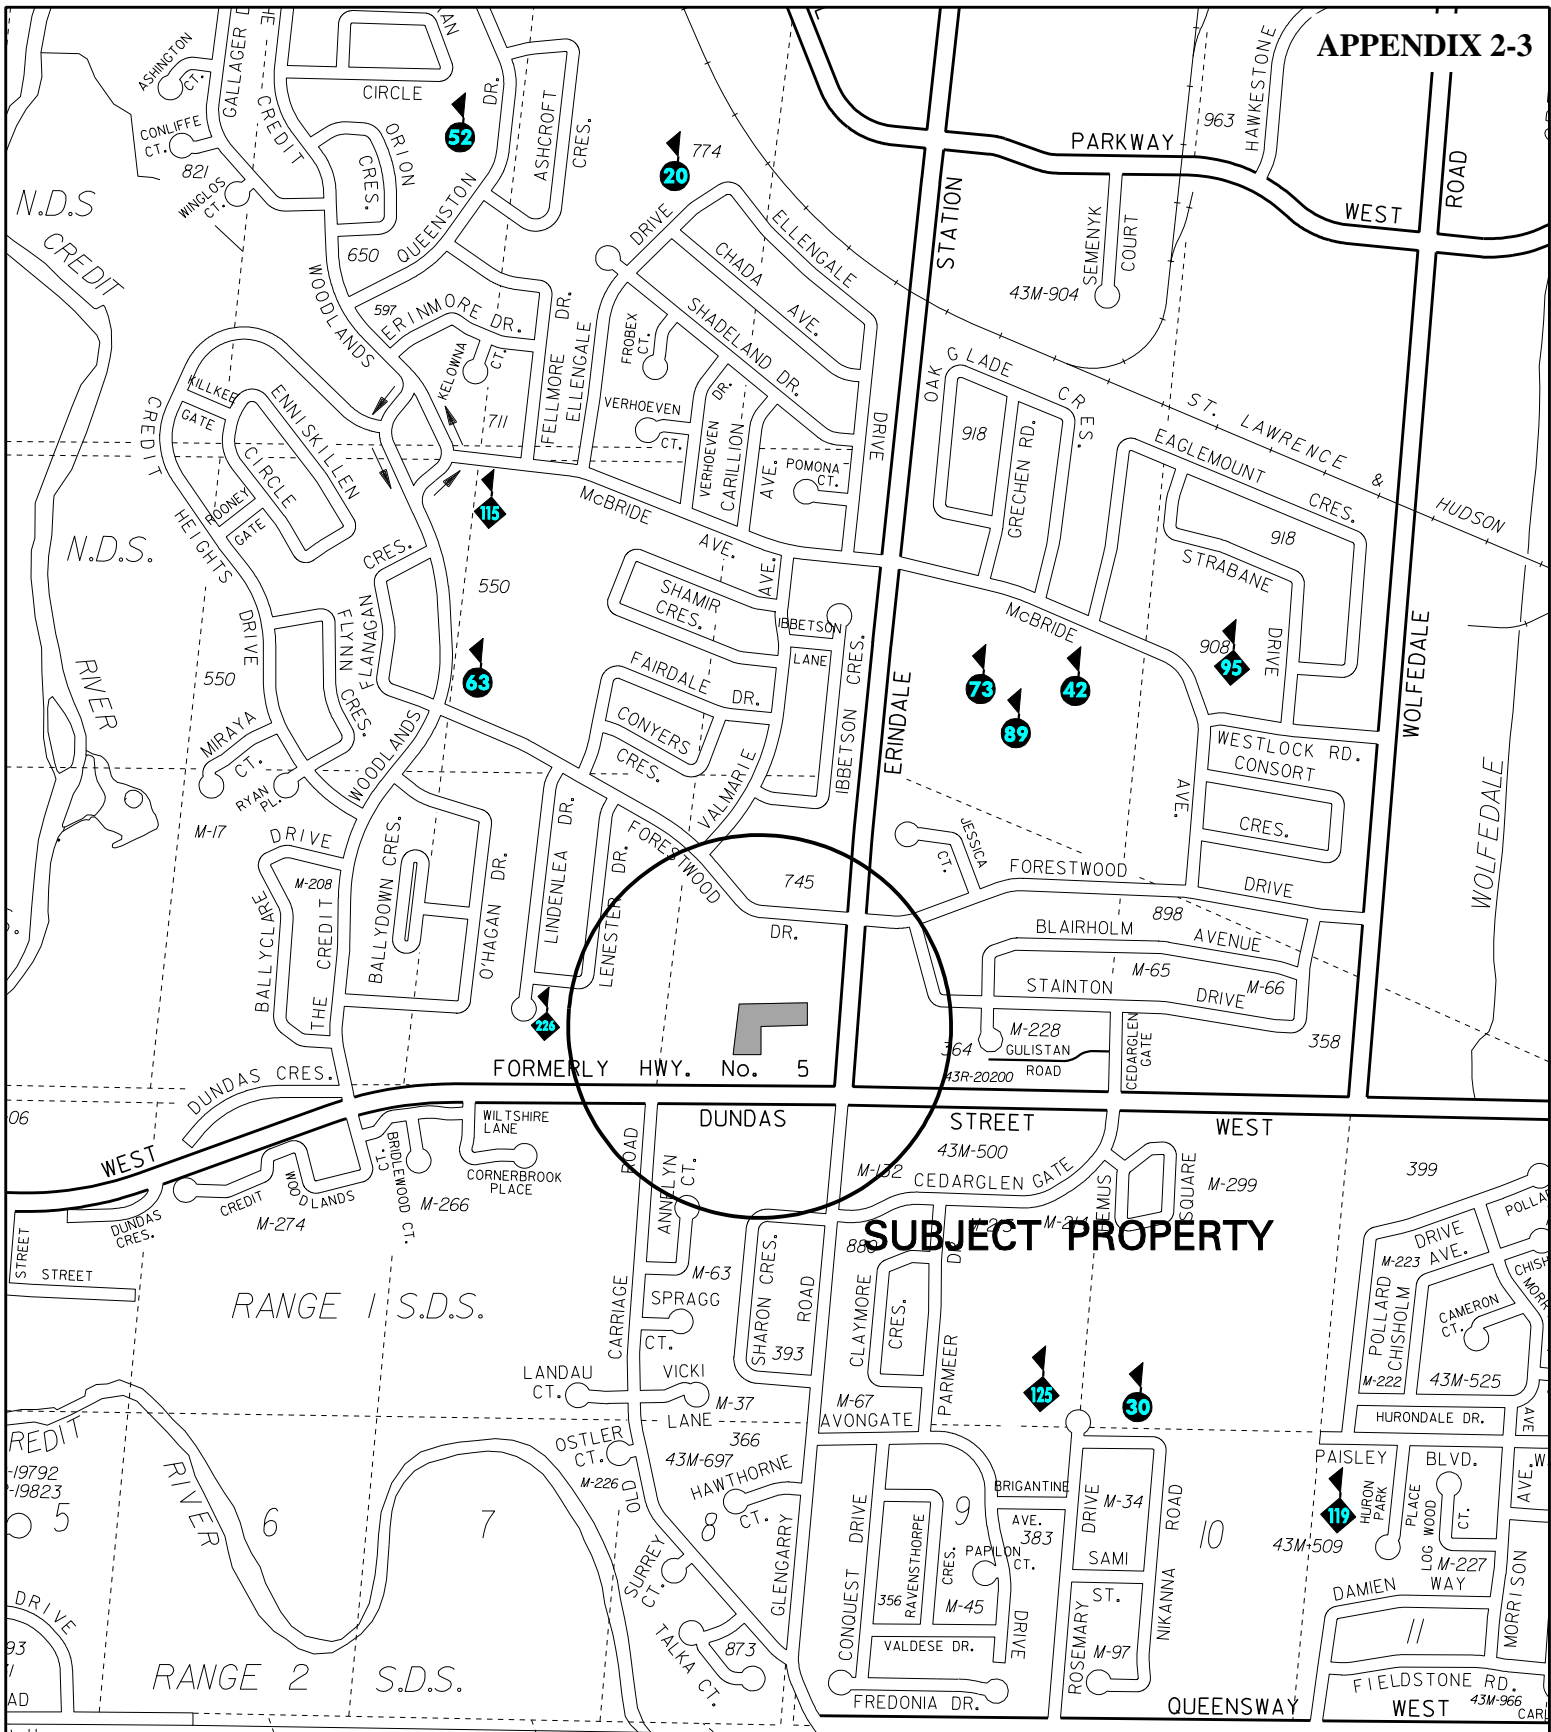 APPENDIX 2-3
ASHINGTON
CT.
GALLAGER D
CREDIT
CIRCLE
DR.
52
ORION
CRES.
ASHCROFT
CRES.
CONLIFFE
CT.
821
WINGLOS
CT.
N.D.S
CREDIT
650
QUEENSTON
WOODLANDS
20
774
DRIVE
ELLENGALE
CHADA
AVE.
SHADELAND DR.
963
HAWKESTONE
PARKWAY
WEST
ROAD
STATION
SEMENYK
COURT
43M-904
597
ERINMORE DR.
KELOWNA
CT.
711
FELLMORE
DR.
ELLENGALE
FROBEX
CT.
VERHOEVEN
CT.
VERHOEVEN
DR.
CARILLION
AVE.
POMONA
CT.
DRIVE
OAK
GLADE
CRES.
918
GRECHEN RD.
ST. LAWRENCE
&
HUDSON
EAGLEMOUNT
CRES.
918
STRABANE
DRIVE
KILLKEE
GATE
ENNISKILLEN
CIRCLE
ROONEY
GATE
CREDIT
HEIGHTS
DRIVE
115
McBRIDE
AVE.
AVE.
N.D.S.
CRES.
FLANAGAN
550
SHAMIR
CRES.
IBBETSON
LANE
IBBETSON CRES.
McBRIDE
AVE.
908
95
WOLFEDALE
RIVER
550
FLYNN
CRES.
63
FAIRDALE
DR.
CONYERS
CRES.
VALMARIE
ERINDALE
73
42
89
WESTLOCK RD.
CONSORT
CRES.
WOLFEDALE
MIRAYA
CT.
RYAN
PL.
WOODLANDS
M-17
DRIVE
M-208
BALLYCLARE
THE CREDIT
BALLYDOWN CRES.
O'HAGAN DR.
LINDENLEA DR.
LENESTER DR.
FORESTWOOD
DR.
745
JESSICA
CT.
FORESTWOOD
DRIVE
898
BLAIRHOLM
AVENUE
M-65
STAINTON
DRIVE
M-66
358
226
M-228
364
GULISTAN
ROAD
43R-20200
CEDARGLEN
GATE
FORMERLY HWY. No. 5
DUNDAS CRES.
06
WEST
DUNDAS
STREET
WEST
WILTSHIRE
LANE
CORNERBROOK
PLACE
BRIDLEWOOD CT.
CT.
CREDIT
WOODLANDS
M-266
M-274
DUNDAS
CRES.
STREET
STREET
ROAD
ANNELYN
CT.
M-132
43M-500
CEDARGLEN GATE
SQUARE
M-299
399
M-214
SUBJECT PROPERTY
DRIVE
AVE.
M-223
POLLARD
CHISHOLM
M-222
CAMERON
CT.
43M-525
HURONDALE DR.
AVE
RANGE 1 S.D.S.
M-63
SPRAGG
CT.
CARRIAGE
SHARON CRES.
ROAD
393
CLAYMORE
CRES.
PARMEER
DR.
LANDAU
CT.
VICKI
LANE
M-37
M-67
AVONGATE
125
30
REDIT
RIVER
-19792
-19823
5
6
7
OSTLER
CT.
M-226
OLD
366
43M-697
HAWTHORNE
CT.
8
GLENGARRY
SURREY
CT.
TALKA CT.
873
CONQUEST DRIVE
RAVENSTHORPE
CRES.
356
9
BRIGANTINE
AVE.
383
PAPILON
CT.
M-45
VALDESE DR.
DRIVE
FREDONIA DR.
M-34
DRIVE
SAMI
ST.
ROSEMARY
M-97
NIKANNA
ROAD
10
PAISLEY
BLVD.
119
43M-509
HURON
PARK
PLACE
LOG WOOD
CT.
M-227
WAY
DAMIEN
AVE.
MORRISON
11
FIELDSTONE RD.
43M-966
QUEENSWAY
WEST
DRIVE
93
AD
RANGE 2 S.D.S.